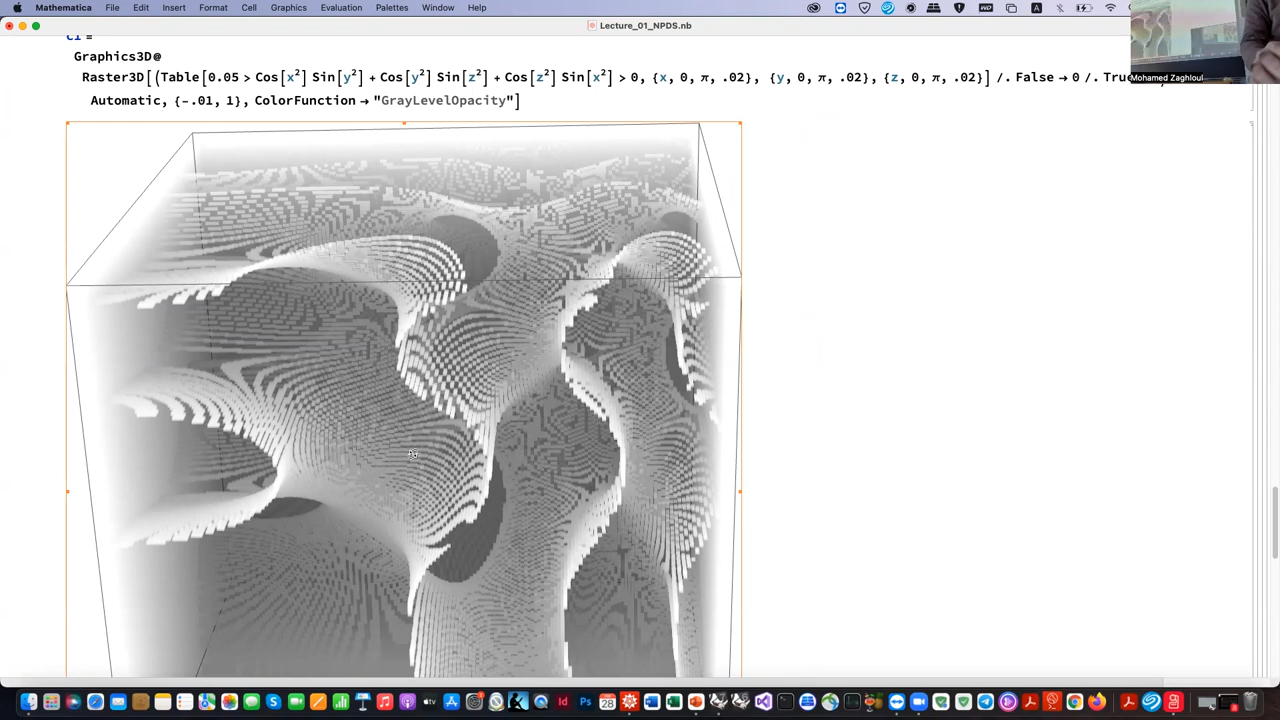 Mathematica File Edit Insert Format Cell Graphics Evaluation Palettes Window Help
Lecture_01_NPDS.nb
Mohamed Zaghloul
Graphics3D@
Raster3D[(Table[0.05 > Cos[x²] Sin[y²] + Cos[y²] Sin[z²] + Cos[z²] Sin[x²] > 0, {x, 0, π, .02}, {y, 0, π, .02}, {z, 0, π, .02}] /. False → 0 /. Tru
Automatic, {-.01, 1}, ColorFunction → "GrayLevelOpacity"]